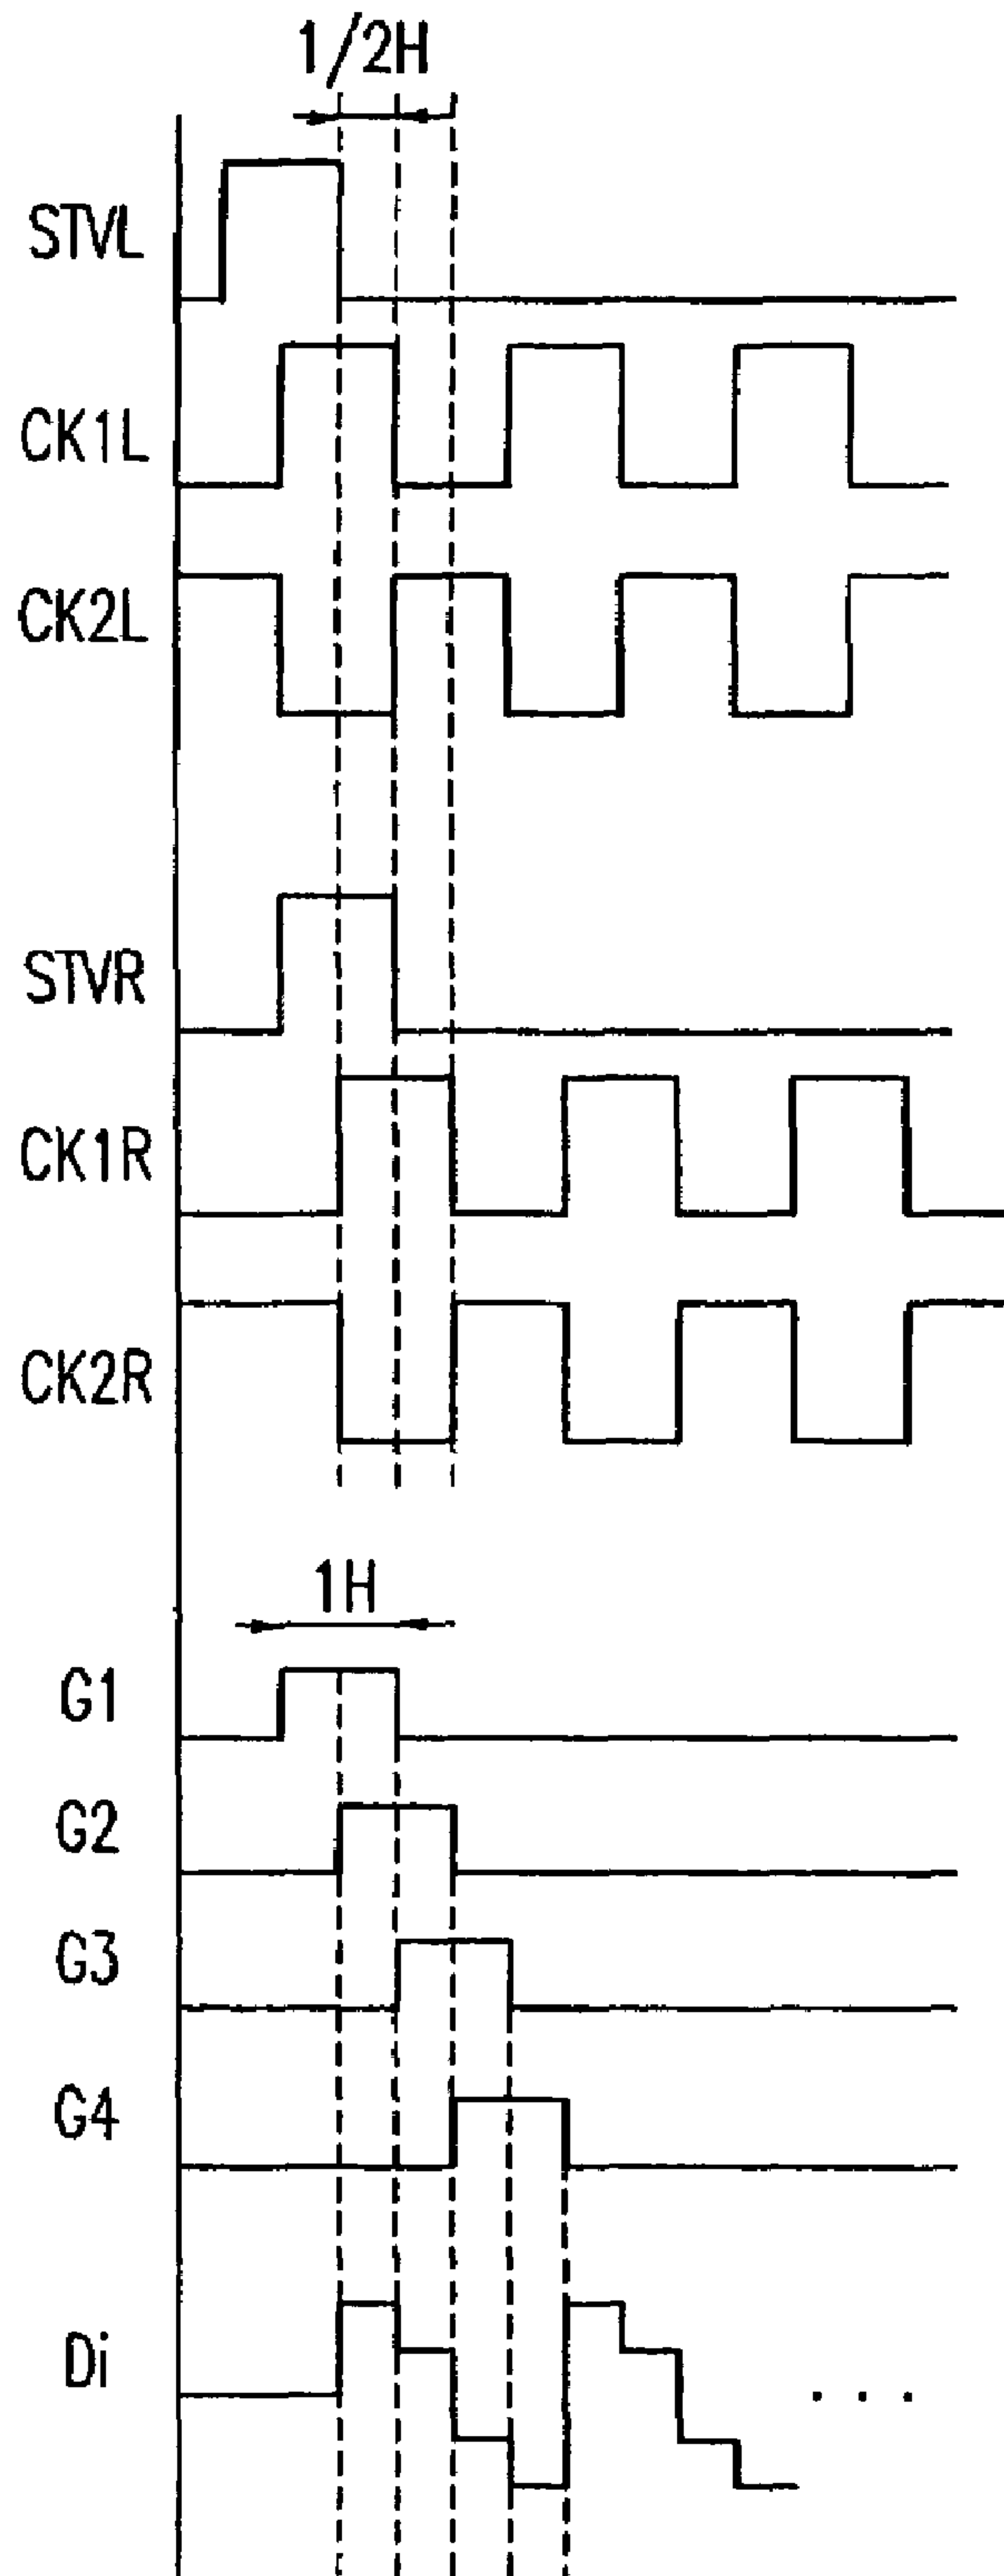 1/2H
STVL
CK1L
CK2L
STVR
CK1R
CK2R
1H
G1
G2
G3
G4
Di
. . .